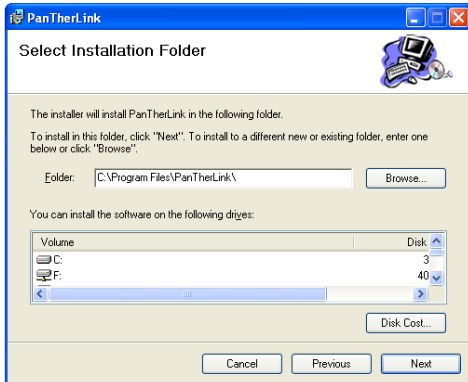 PanTherLink
Select Installation Folder
The installer will install PanTherLink in the following folder.
To install in this folder, click "Next". To install to a different new or existing folder, enter one
below or click "Browse".
Folder: C:\Program Files\PanTherLink\ Browse...
You can install the software on the following drives:
Volume Disk
C: 3
F: 40
Disk Cost...
Cancel Previous Next